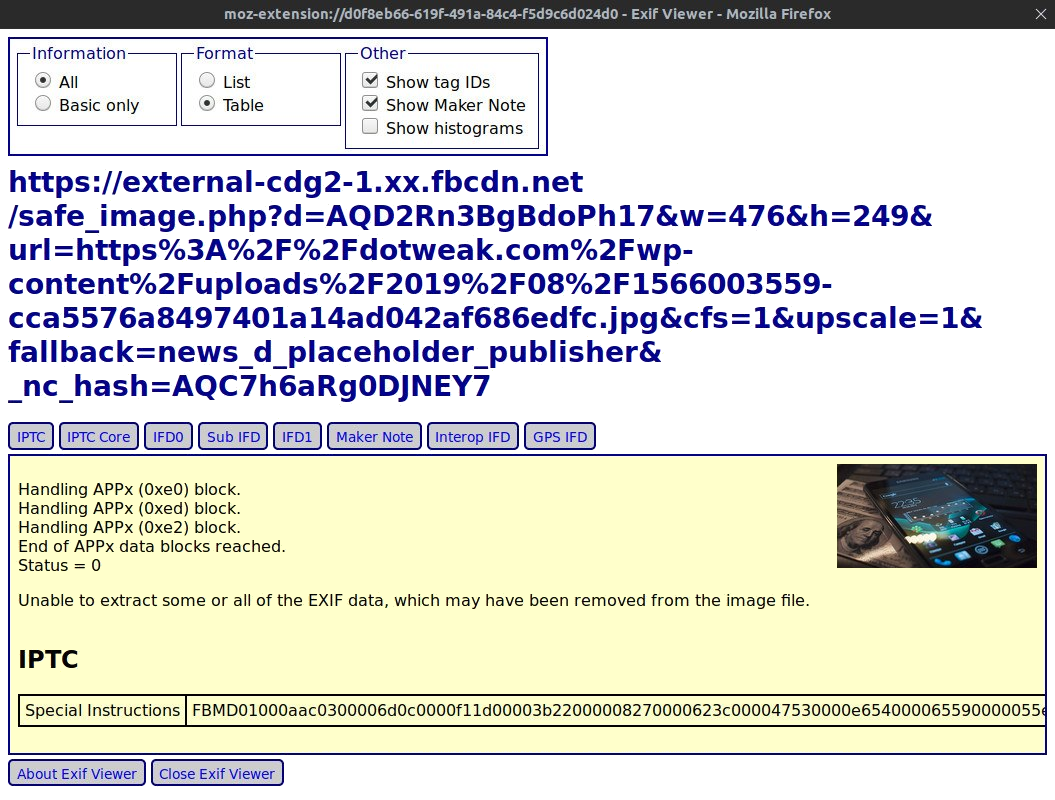 moz-extension://d0f8eb66-619f-491a-84c4-f5d9c6d024d0 - Exif Viewer - Mozilla Firefox
Information
All
Basic only
Format
List
Table
Other
Show tag IDs
Show Maker Note
Show histograms
https://external-cdg2-1.xx.fbcdn.net
/safe_image.php?d=AQD2Rn3BgBdoPh17&w=476&h=249&
url=https%3A%2F%2Fdotweak.com%2Fwp-
content%2Fuploads%2F2019%2F08%2F1566003559-
cca5576a8497401a14ad042af686edfc.jpg&cfs=1&upscale=1&
fallback=news_d_placeholder_publisher&
_nc_hash=AQC7h6aRg0DJNEY7
IPTC IPTC Core IFD0 Sub IFD IFD1 Maker Note Interop IFD GPS IFD
Handling APPx (0xe0) block.
Handling APPx (0xed) block.
Handling APPx (0xe2) block.
End of APPx data blocks reached.
Status = 0
22:35
Unable to extract some or all of the EXIF data, which may have been removed from the image file.
IPTC
Special Instructions FBMD01000aac0300006d0c0000f11d00003b22000008270000623c000047530000e6540000655900000055e
About Exif Viewer Close Exif Viewer